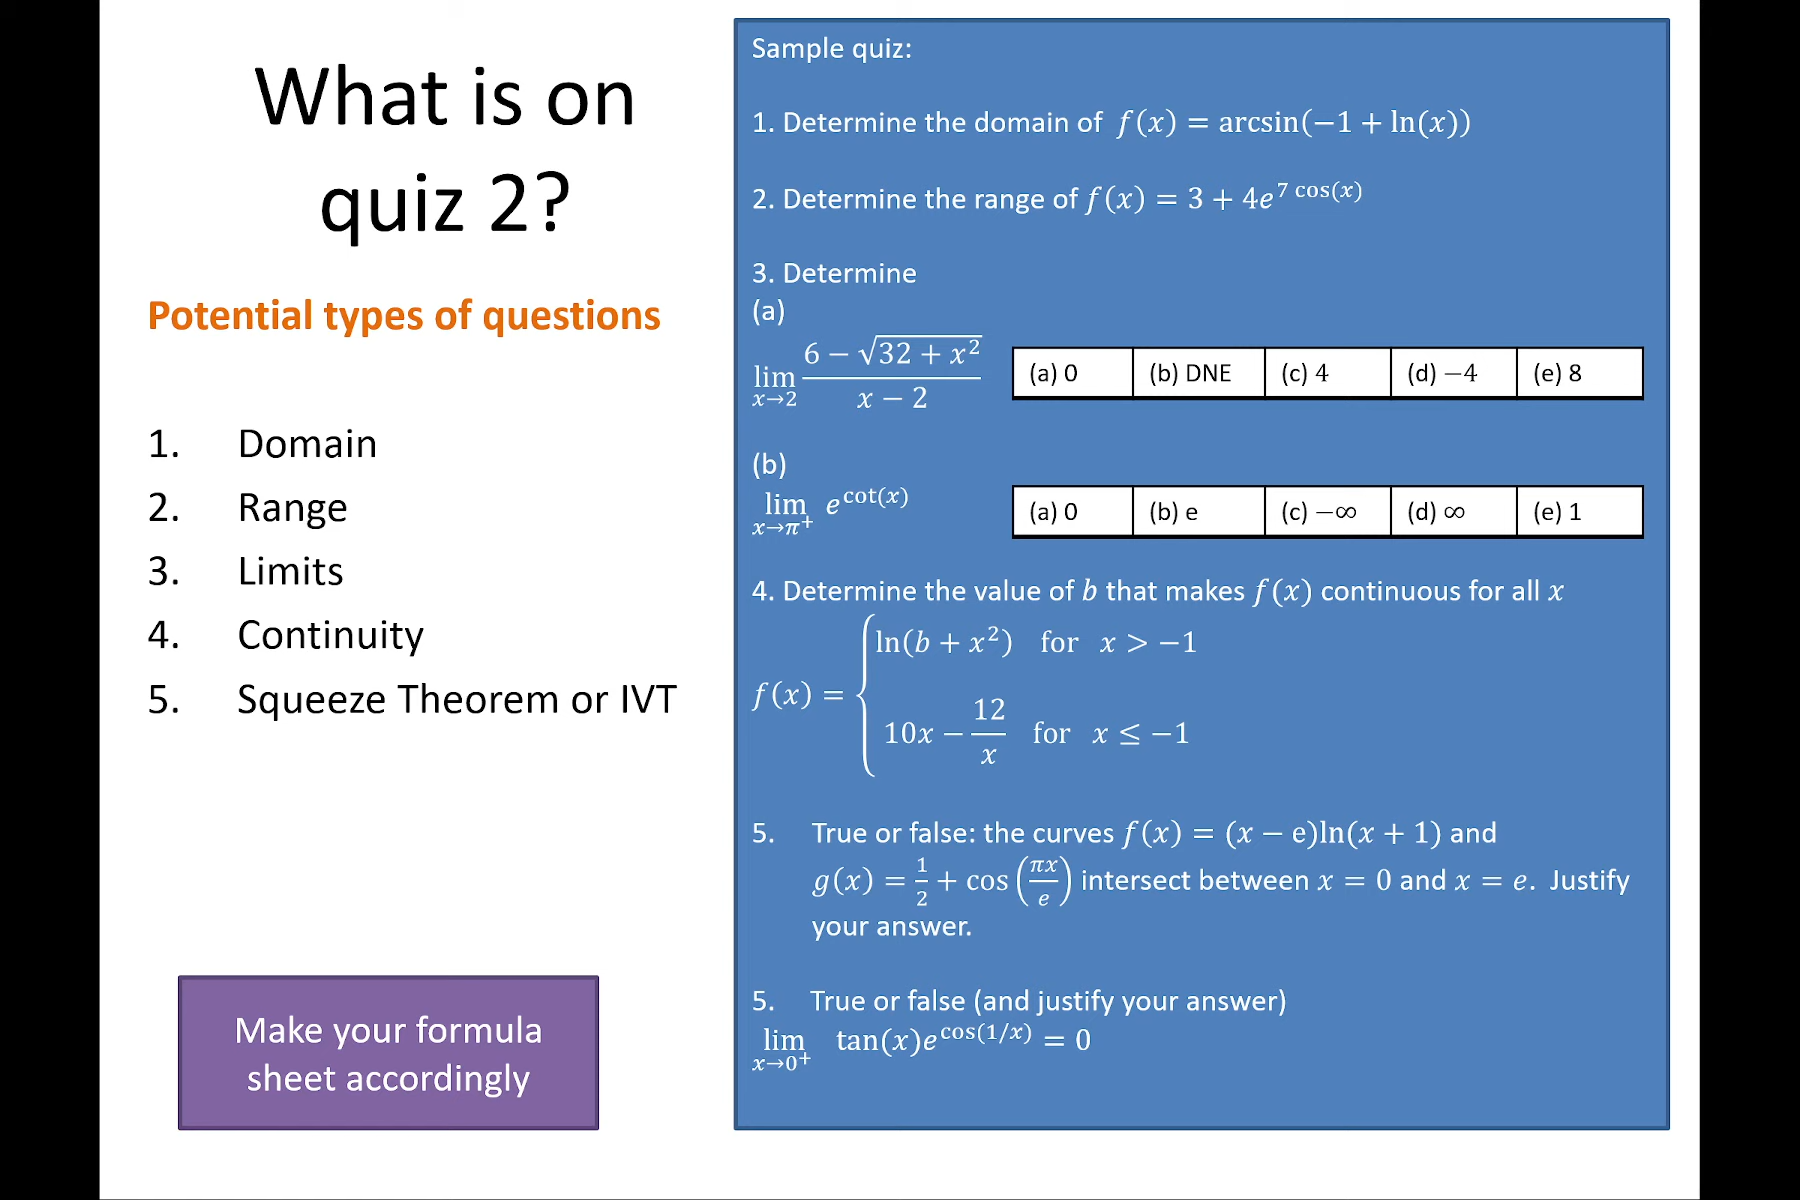 What is on
quiz 2?
Potential types of questions
1. Domain
2. Range
3. Limits
4. Continuity
5. Squeeze Theorem or IVT
Make your formula
sheet accordingly
Sample quiz:
1. Determine the domain of f(x) = arcsin(−1 + ln(x))
2. Determine the range of f(x) = 3 + 4e^{7 cos(x)}
3. Determine
(a)
lim_{x→2} \frac{6 − √(32 + x²)}{x − 2}
(a) 0 (b) DNE (c) 4 (d) −4 (e) 8
(b)
lim_{x→π⁺} e^{cot(x)}
(a) 0 (b) e (c) −∞ (d) ∞ (e) 1
4. Determine the value of b that makes f(x) continuous for all x
f(x) = { ln(b + x²) for x > −1
10x − \frac{12}{x} for x ≤ −1
5. True or false: the curves f(x) = (x − e)ln(x + 1) and
g(x) = \frac{1}{2} + cos(\frac{πx}{e}) intersect between x = 0 and x = e. Justify
your answer.
5. True or false (and justify your answer)
lim_{x→0⁺} tan(x)e^{cos(1/x)} = 0